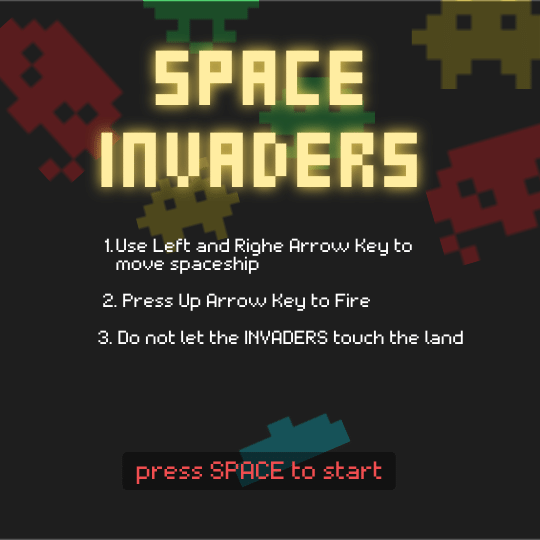 SPACE
INVADERS
1. Use Left and Righe Arrow Key to
move spaceship
2. Press Up Arrow Key to Fire
3. Do not let the INVADERS touch the land
press SPACE to start